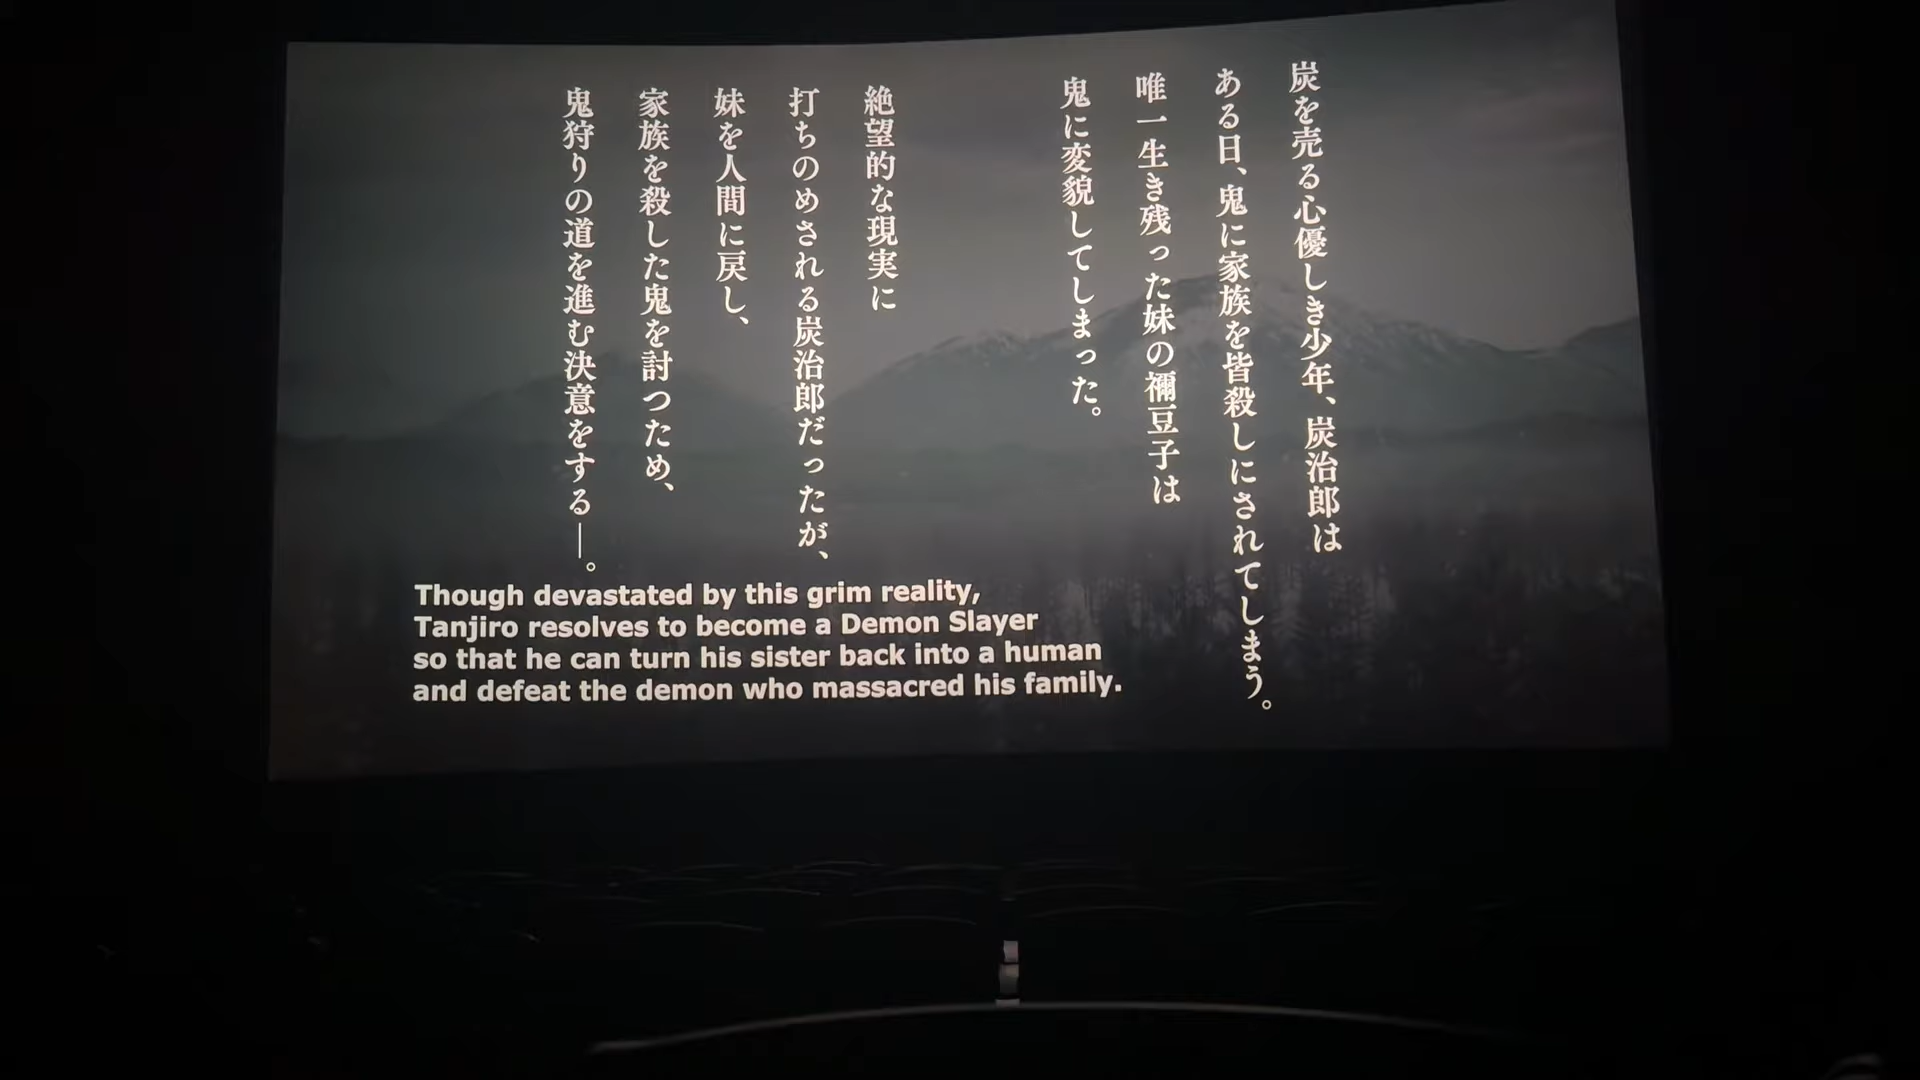 炭を売る心優しき少年、炭治郎は
ある日、鬼に家族を皆殺しにされてしまう。
唯一生き残った妹の禰豆子は
鬼に変貌してしまった。
絶望的な現実に
打ちのめされる炭治郎だったが、
妹を人間に戻し、
家族を殺した鬼を討つため、
鬼狩りの道を進む決意をする―。
Though devastated by this grim reality,
Tanjiro resolves to become a Demon Slayer
so that he can turn his sister back into a human
and defeat the demon who massacred his family.